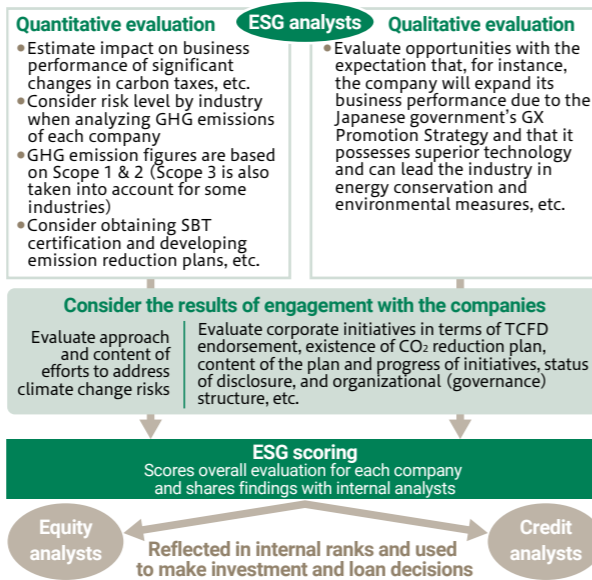 ESG analysts
Quantitative evaluation
•Estimate impact on business
performance of significant
changes in carbon taxes, etc.
•Consider risk level by industry
when analyzing GHG emissions
of each company
•GHG emission figures are based
on Scope 1 & 2 (Scope 3 is also
taken into account for some
industries)
•Consider obtaining SBT
certification and developing
emission reduction plans, etc.
Qualitative evaluation
•Evaluate opportunities with the
expectation that, for instance,
the company will expand its
business performance due to the
Japanese government’s GX
Promotion Strategy and that it
possesses superior technology
and can lead the industry in
energy conservation and
environmental measures, etc.
Consider the results of engagement with the companies
Evaluate approach
and content of
efforts to address
climate change risks
Evaluate corporate initiatives in terms of TCFD
endorsement, existence of CO₂ reduction plan,
content of the plan and progress of initiatives, status
of disclosure, and organizational (governance)
structure, etc.
ESG scoring
Scores overall evaluation for each company
and shares findings with internal analysts
Equity
analysts
Credit
analysts
Reflected in internal ranks and used
to make investment and loan decisions